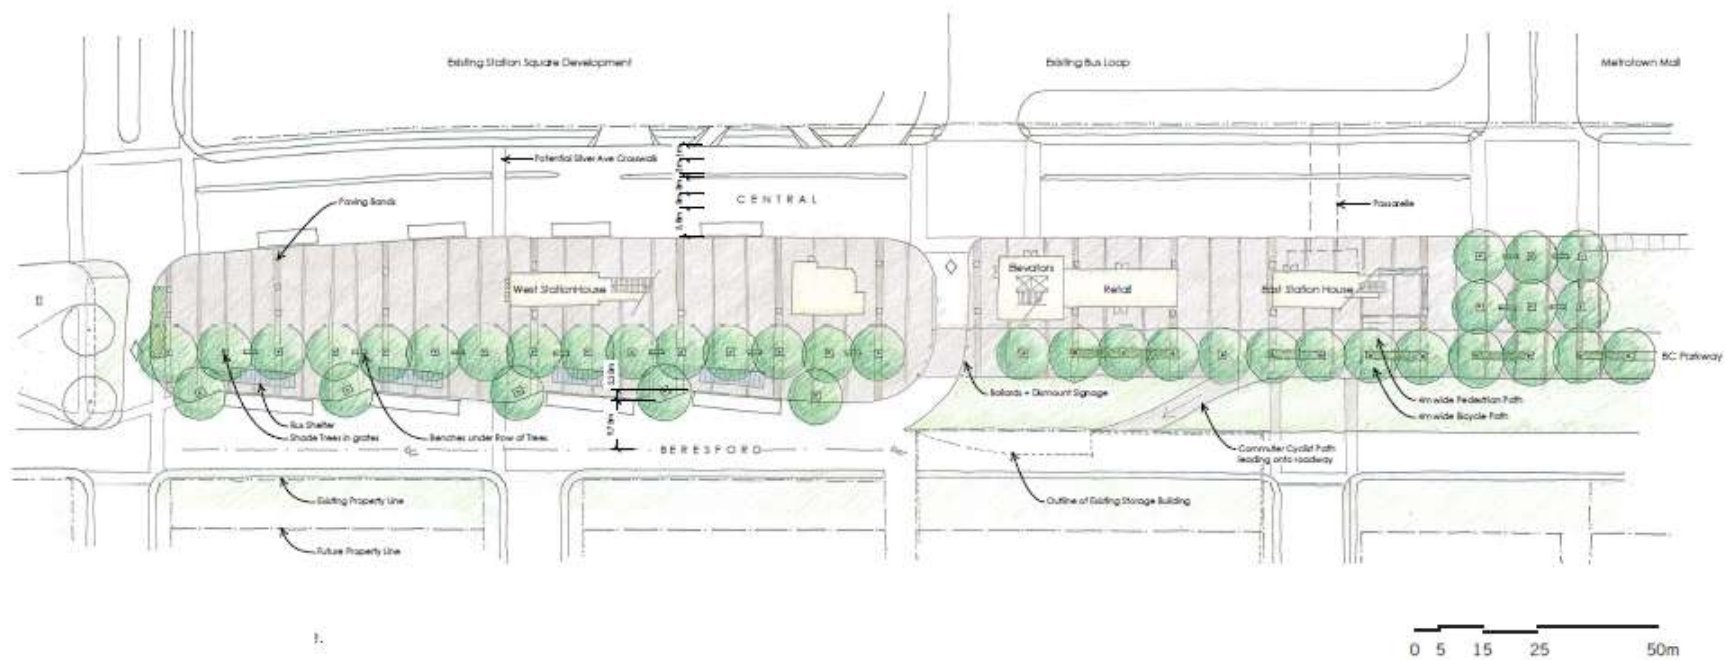 Existing Station Square Development
Existing Bus Loop
Metrotown Mall
Potential Silver Ave Crosswalk
CENTRAL
Paving Bands
Passarelle
Elevators
West StationHouse
Retail
East Station House
BC Parkway
Bollards + Dismount Signage
4m wide Pedestrian Path
4m wide Bicycle Path
Bus Shelter
Shade Trees in grates
Benches under Row of Trees
BERESFORD
Commuter Cyclist Path
leading onto roadway
Existing Property Line
Outline of Existing Storage Building
Future Property Line
0 5 15 25 50m